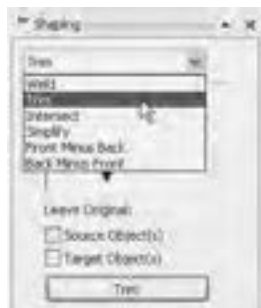 Shaping
Trim
Weld
Trim
Intersect
Simplify
Front Minus Back
Back Minus Front
Leave Original:
Source Object(s)
Target Object(s)
Trim